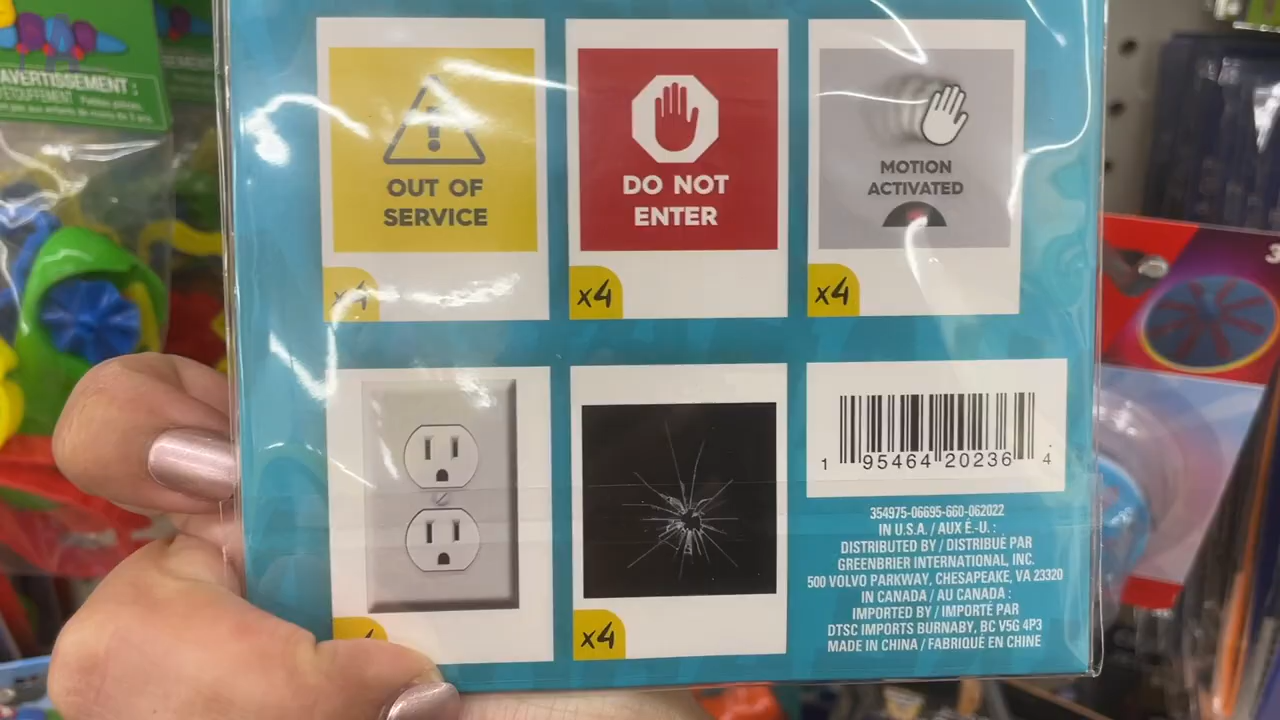 AVERTISSEMENT :
OUT OF
SERVICE
x4
DO NOT
ENTER
x4
MOTION
ACTIVATED
x4
x4
1 95464 20236 4
354975-06695-660-062022
IN U.S.A. / AUX É.-U. :
DISTRIBUTED BY / DISTRIBUÉ PAR
GREENBRIER INTERNATIONAL, INC.
500 VOLVO PARKWAY, CHESAPEAKE, VA 23320
IN CANADA / AU CANADA :
IMPORTED BY / IMPORTÉ PAR
DTSC IMPORTS BURNABY, BC V5G 4P3
MADE IN CHINA / FABRIQUÉ EN CHINE